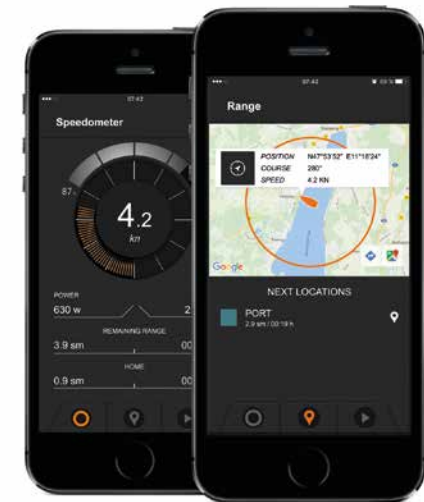 07:42
Speedometer
87%
4.2
kn
POWER
630 w
2
REMAINING RANGE
3.9 sm
00
HOME
0.9 sm
00
07:42
Range
POSITION N47°53'52" E11°18'24"
COURSE 280°
SPEED 4.2 KN
Google
NEXT LOCATIONS
PORT
2.9 sm / 00:19 h